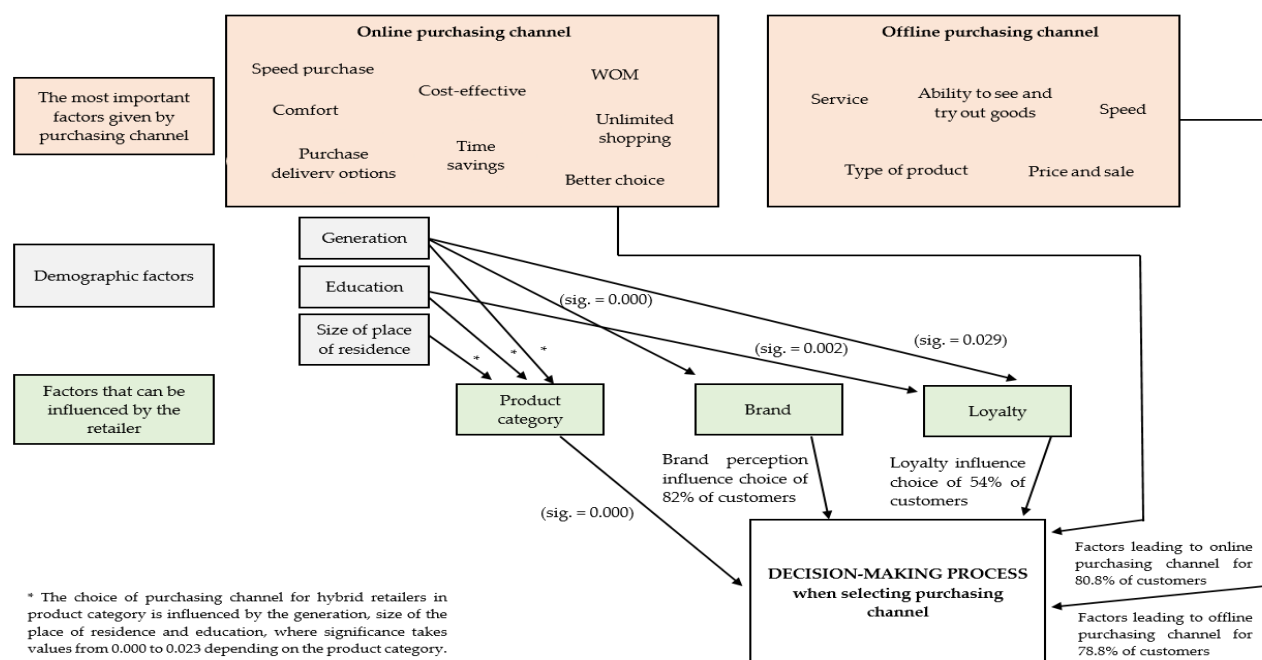 Online purchasing channel
Speed purchase
Cost-effective
WOM
Comfort
Unlimited
shopping
Purchase
delivery options
Time
savings
Better choice
Offline purchasing channel
Service
Ability to see and
try out goods
Speed
Type of product
Price and sale
The most important
factors given by
purchasing channel
Generation
Demographic factors
Education
Size of place
of residence
(sig. = 0.000)
(sig. = 0.002)
(sig. = 0.029)
*
*
*
Factors that can be
influenced by the
retailer
Product
category
Brand
Loyalty
Brand perception
influence choice of
82% of customers
Loyalty influence
choice of 54% of
customers
(sig. = 0.000)
DECISION-MAKING PROCESS
when selecting purchasing
channel
Factors leading to online
purchasing channel for
80.8% of customers
Factors leading to offline
purchasing channel for
78.8% of customers
* The choice of purchasing channel for hybrid retailers in
product category is influenced by the generation, size of the
place of residence and education, where significance takes
values from 0.000 to 0.023 depending on the product category.